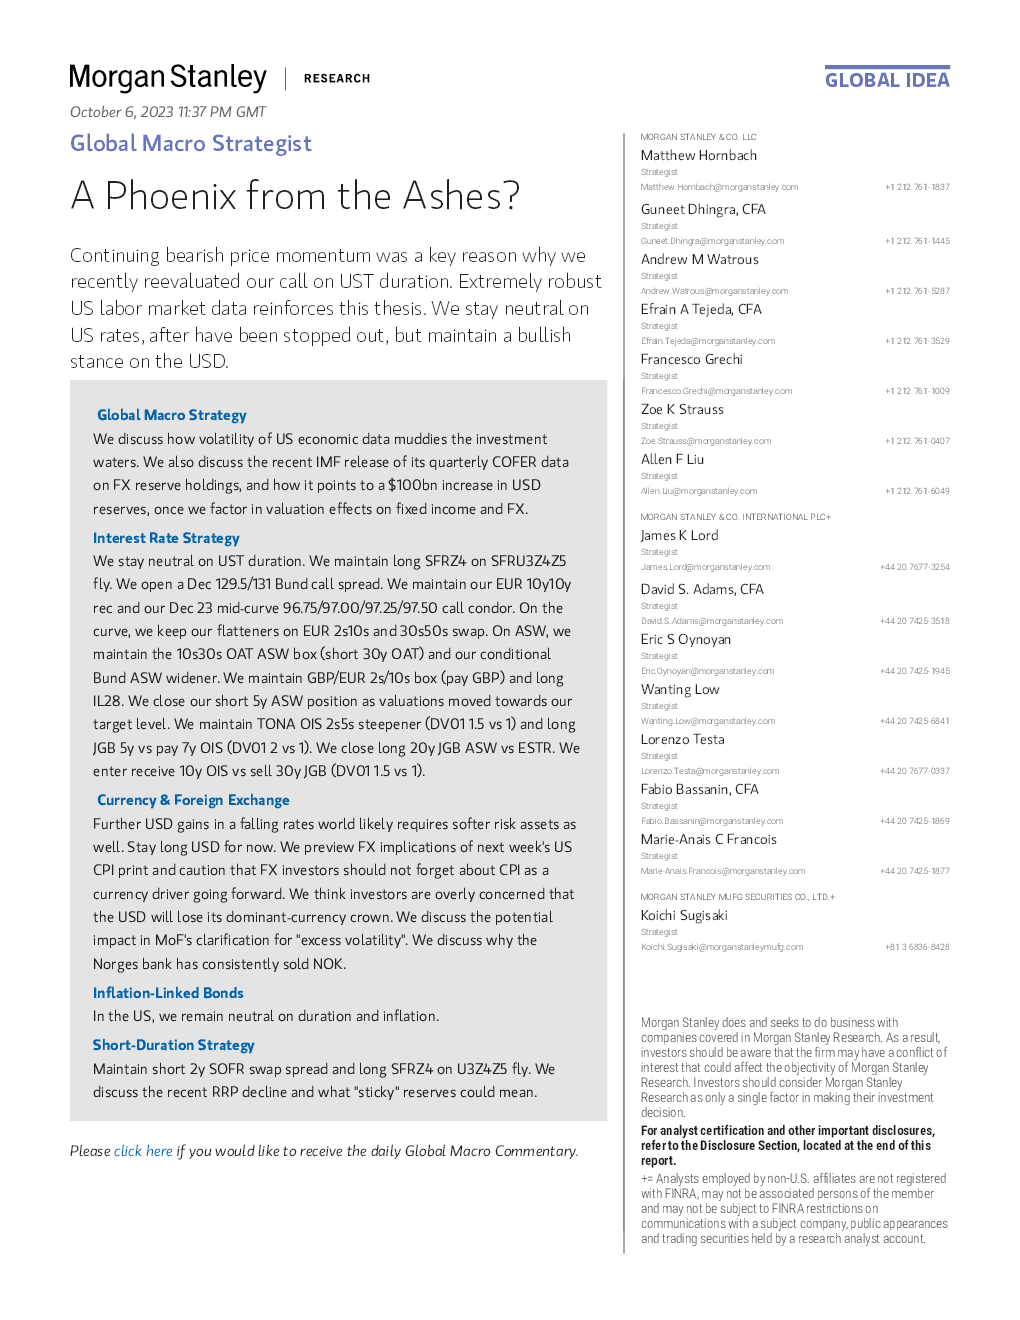 Morgan Stanley | RESEARCH
GLOBAL IDEA
October 6, 2023 11:37 PM GMT
Global Macro Strategist
A Phoenix from the Ashes?
Continuing bearish price momentum was a key reason why we
recently reevaluated our call on UST duration. Extremely robust
US labor market data reinforces this thesis. We stay neutral on
US rates, after have been stopped out, but maintain a bullish
stance on the USD.
Global Macro Strategy
We discuss how volatility of US economic data muddies the investment
waters. We also discuss the recent IMF release of its quarterly COFER data
on FX reserve holdings, and how it points to a $100bn increase in USD
reserves, once we factor in valuation effects on fixed income and FX.
Interest Rate Strategy
We stay neutral on UST duration. We maintain long SFRZ4 on SFRU3Z4Z5
fly. We open a Dec 129.5/131 Bund call spread. We maintain our EUR 10y10y
rec and our Dec 23 mid-curve 96.75/97.00/97.25/97.50 call condor. On the
curve, we keep our flatteners on EUR 2s10s and 30s50s swap. On ASW, we
maintain the 10s30s OAT ASW box (short 30y OAT) and our conditional
Bund ASW widener. We maintain GBP/EUR 2s/10s box (pay GBP) and long
IL28. We close our short 5y ASW position as valuations moved towards our
target level. We maintain TONA OIS 2s5s steepener (DV01 1.5 vs 1) and long
JGB 5y vs pay 7y OIS (DV01 2 vs 1). We close long 20y JGB ASW vs ESTR. We
enter receive 10y OIS vs sell 30y JGB (DV01 1.5 vs 1).
Currency & Foreign Exchange
Further USD gains in a falling rates world likely requires softer risk assets as
well. Stay long USD for now. We preview FX implications of next week's US
CPI print and caution that FX investors should not forget about CPI as a
currency driver going forward. We think investors are overly concerned that
the USD will lose its dominant-currency crown. We discuss the potential
impact in MoF's clarification for "excess volatility". We discuss why the
Norges bank has consistently sold NOK.
Inflation-Linked Bonds
In the US, we remain neutral on duration and inflation.
Short-Duration Strategy
Maintain short 2y SOFR swap spread and long SFRZ4 on U3Z4Z5 fly. We
discuss the recent RRP decline and what "sticky" reserves could mean.
Please click here if you would like to receive the daily Global Macro Commentary.
MORGAN STANLEY & CO. LLC
Matthew Hornbach
Strategist
Matthew.Hornbach@morganstanley.com +1 212 761-1837
Guneet Dhingra, CFA
Strategist
Guneet.Dhingra@morganstanley.com +1 212 761-1445
Andrew M Watrous
Strategist
Andrew.Watrous@morganstanley.com +1 212 761-5287
Efrain A Tejeda, CFA
Strategist
Efrain.Tejeda@morganstanley.com +1 212 761-3529
Francesco Grechi
Strategist
Francesco.Grechi@morganstanley.com +1 212 761-1009
Zoe K Strauss
Strategist
Zoe.Strauss@morganstanley.com +1 212 761-0407
Allen F Liu
Strategist
Allen.Liu@morganstanley.com +1 212 761-6049
MORGAN STANLEY & CO. INTERNATIONAL PLC+
James K Lord
Strategist
James.Lord@morganstanley.com +44 20 7677-3254
David S. Adams, CFA
Strategist
David.S.Adams@morganstanley.com +44 20 7425-3518
Eric S Oynoyan
Strategist
Eric.Oynoyan@morganstanley.com +44 20 7425-1945
Wanting Low
Strategist
Wanting.Low@morganstanley.com +44 20 7425-6841
Lorenzo Testa
Strategist
Lorenzo.Testa@morganstanley.com +44 20 7677-0337
Fabio Bassanin, CFA
Strategist
Fabio.Bassanin@morganstanley.com +44 20 7425-1869
Marie-Anais C Francois
Strategist
Marie-Anais.Francois@morganstanley.com +44 20 7425-1877
MORGAN STANLEY MUFG SECURITIES CO., LTD.+
Koichi Sugisaki
Strategist
Koichi.Sugisaki@morganstanleymufg.com +81 3 6836-8428
Morgan Stanley does and seeks to do business with
companies covered in Morgan Stanley Research. As a result,
investors should be aware that the firm may have a conflict of
interest that could affect the objectivity of Morgan Stanley
Research. Investors should consider Morgan Stanley
Research as only a single factor in making their investment
decision.
For analyst certification and other important disclosures,
refer to the Disclosure Section, located at the end of this
report.
+= Analysts employed by non-U.S. affiliates are not registered
with FINRA, may not be associated persons of the member
and may not be subject to FINRA restrictions on
communications with a subject company, public appearances
and trading securities held by a research analyst account.